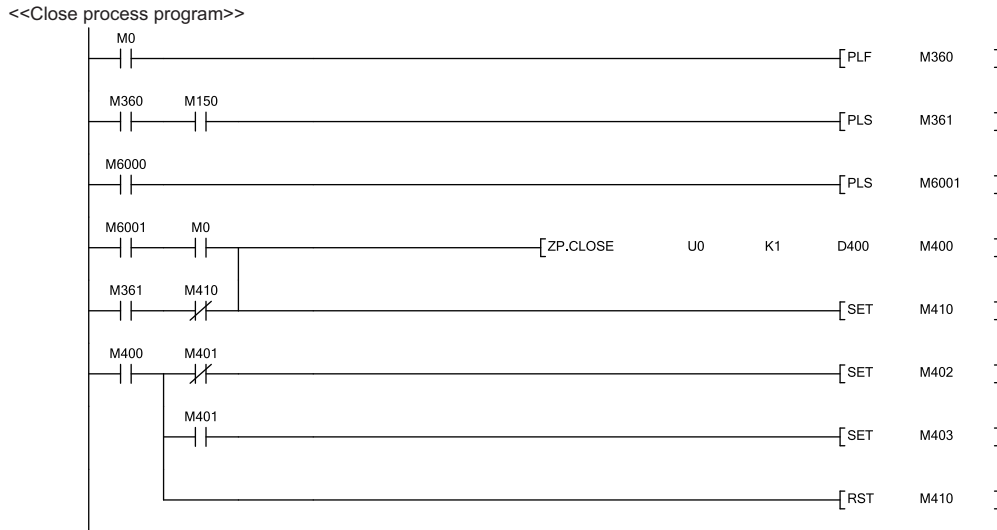 <<Close process program>>
M0
PLF M360
M360 M150
PLS M361
M6000
PLS M6001
M6001 M0
ZP.CLOSE U0 K1 D400 M400
M361 M410
SET M410
M400 M401
SET M402
M401
SET M403
RST M410